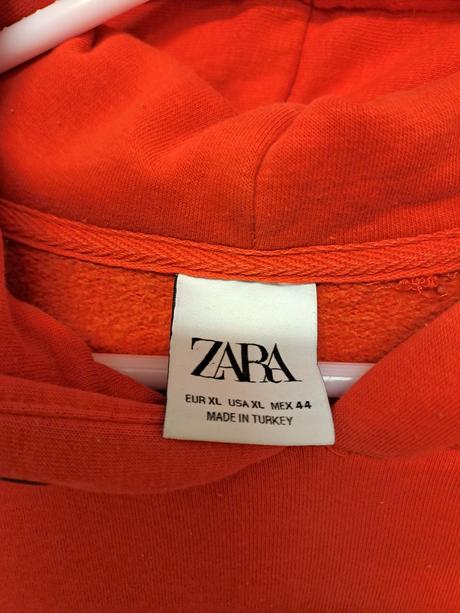 ZARA
EUR XL USA XL MEX 44
MADE IN TURKEY